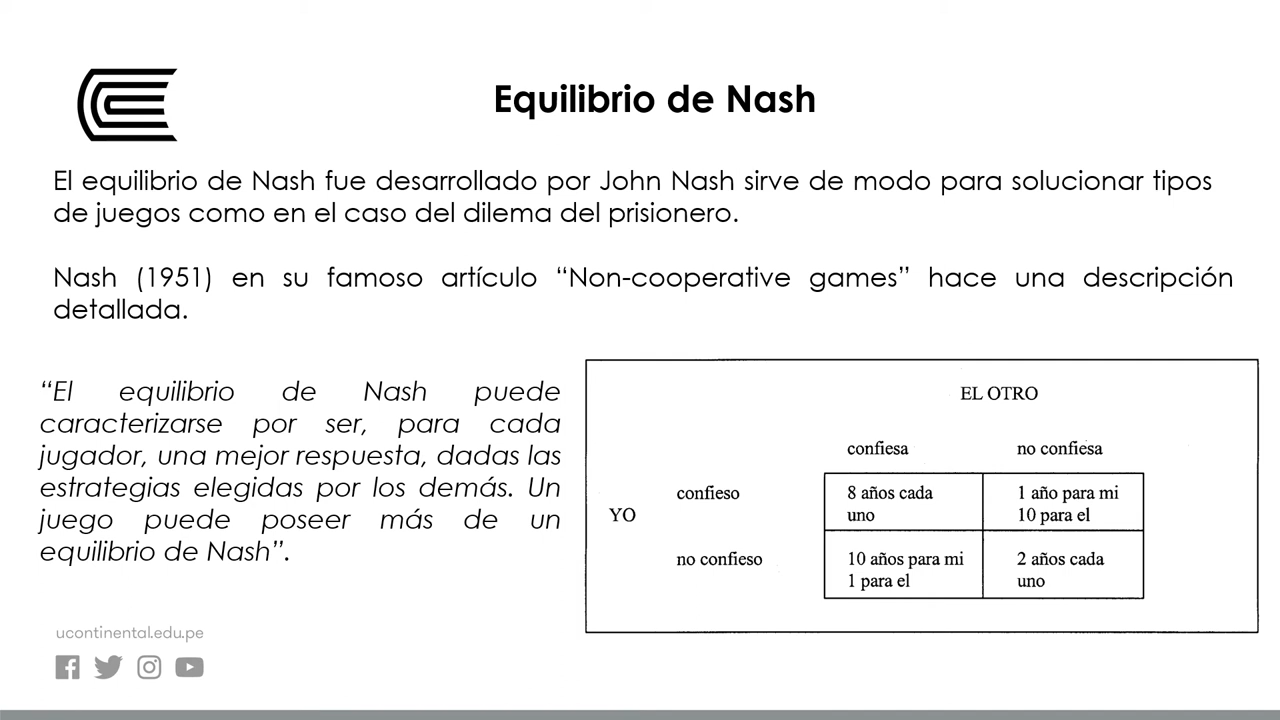 Equilibrio de Nash
El equilibrio de Nash fue desarrollado por John Nash sirve de modo para solucionar tipos
de juegos como en el caso del dilema del prisionero.
Nash (1951) en su famoso artículo “Non-cooperative games” hace una descripción
detallada.
“El equilibrio de Nash puede
caracterizarse por ser, para cada
jugador, una mejor respuesta, dadas las
estrategias elegidas por los demás. Un
juego puede poseer más de un
equilibrio de Nash”.
EL OTRO
confiesa no confiesa
YO
confieso
8 años cada
uno
1 año para mi
10 para el
no confieso
10 años para mi
1 para el
2 años cada
uno
ucontinental.edu.pe